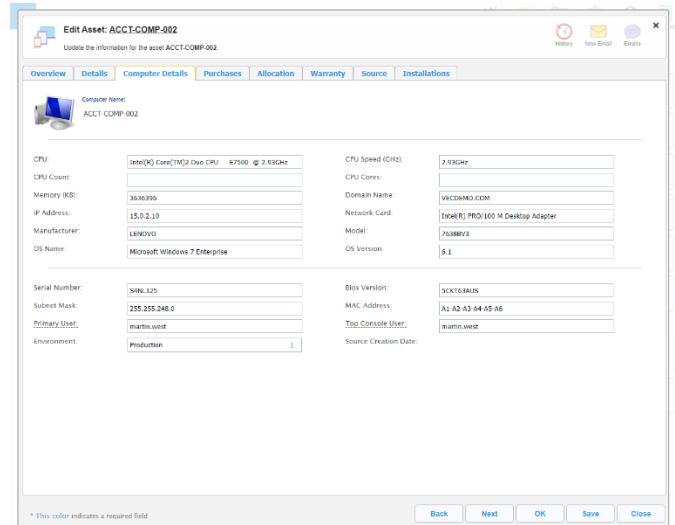 Edit Asset: ACCT-COMP-002
Update the information for the asset ACCT-COMP-002.
History New Email Emails
×
Overview Details Computer Details Purchases Allocation Warranty Source Installations
Computer Name:
ACCT-COMP-002
CPU: Intel(R) Core(TM)2 Duo CPU E7500 @ 2.93GHz CPU Speed (GHz): 2.93GHz
CPU Count: CPU Cores:
Memory (KB): 3636396 Domain Name: VECDEMO.COM
IP Address: 15.0.2.10 Network Card: Intel(R) PRO/100 M Desktop Adapter
Manufacturer: LENOVO Model: 7638BV3
OS Name: Microsoft Windows 7 Enterprise OS Version: 6.1
Serial Number: S4NL125 Bios Version: 5CKT63AUS
Subnet Mask: 255.255.248.0 MAC Address: A1-A2-A3-A4-A5-A6
Primary User: martin.west Top Console User: martin.west
Environment: Production Source Creation Date:
* This color indicates a required field Back Next OK Save Close